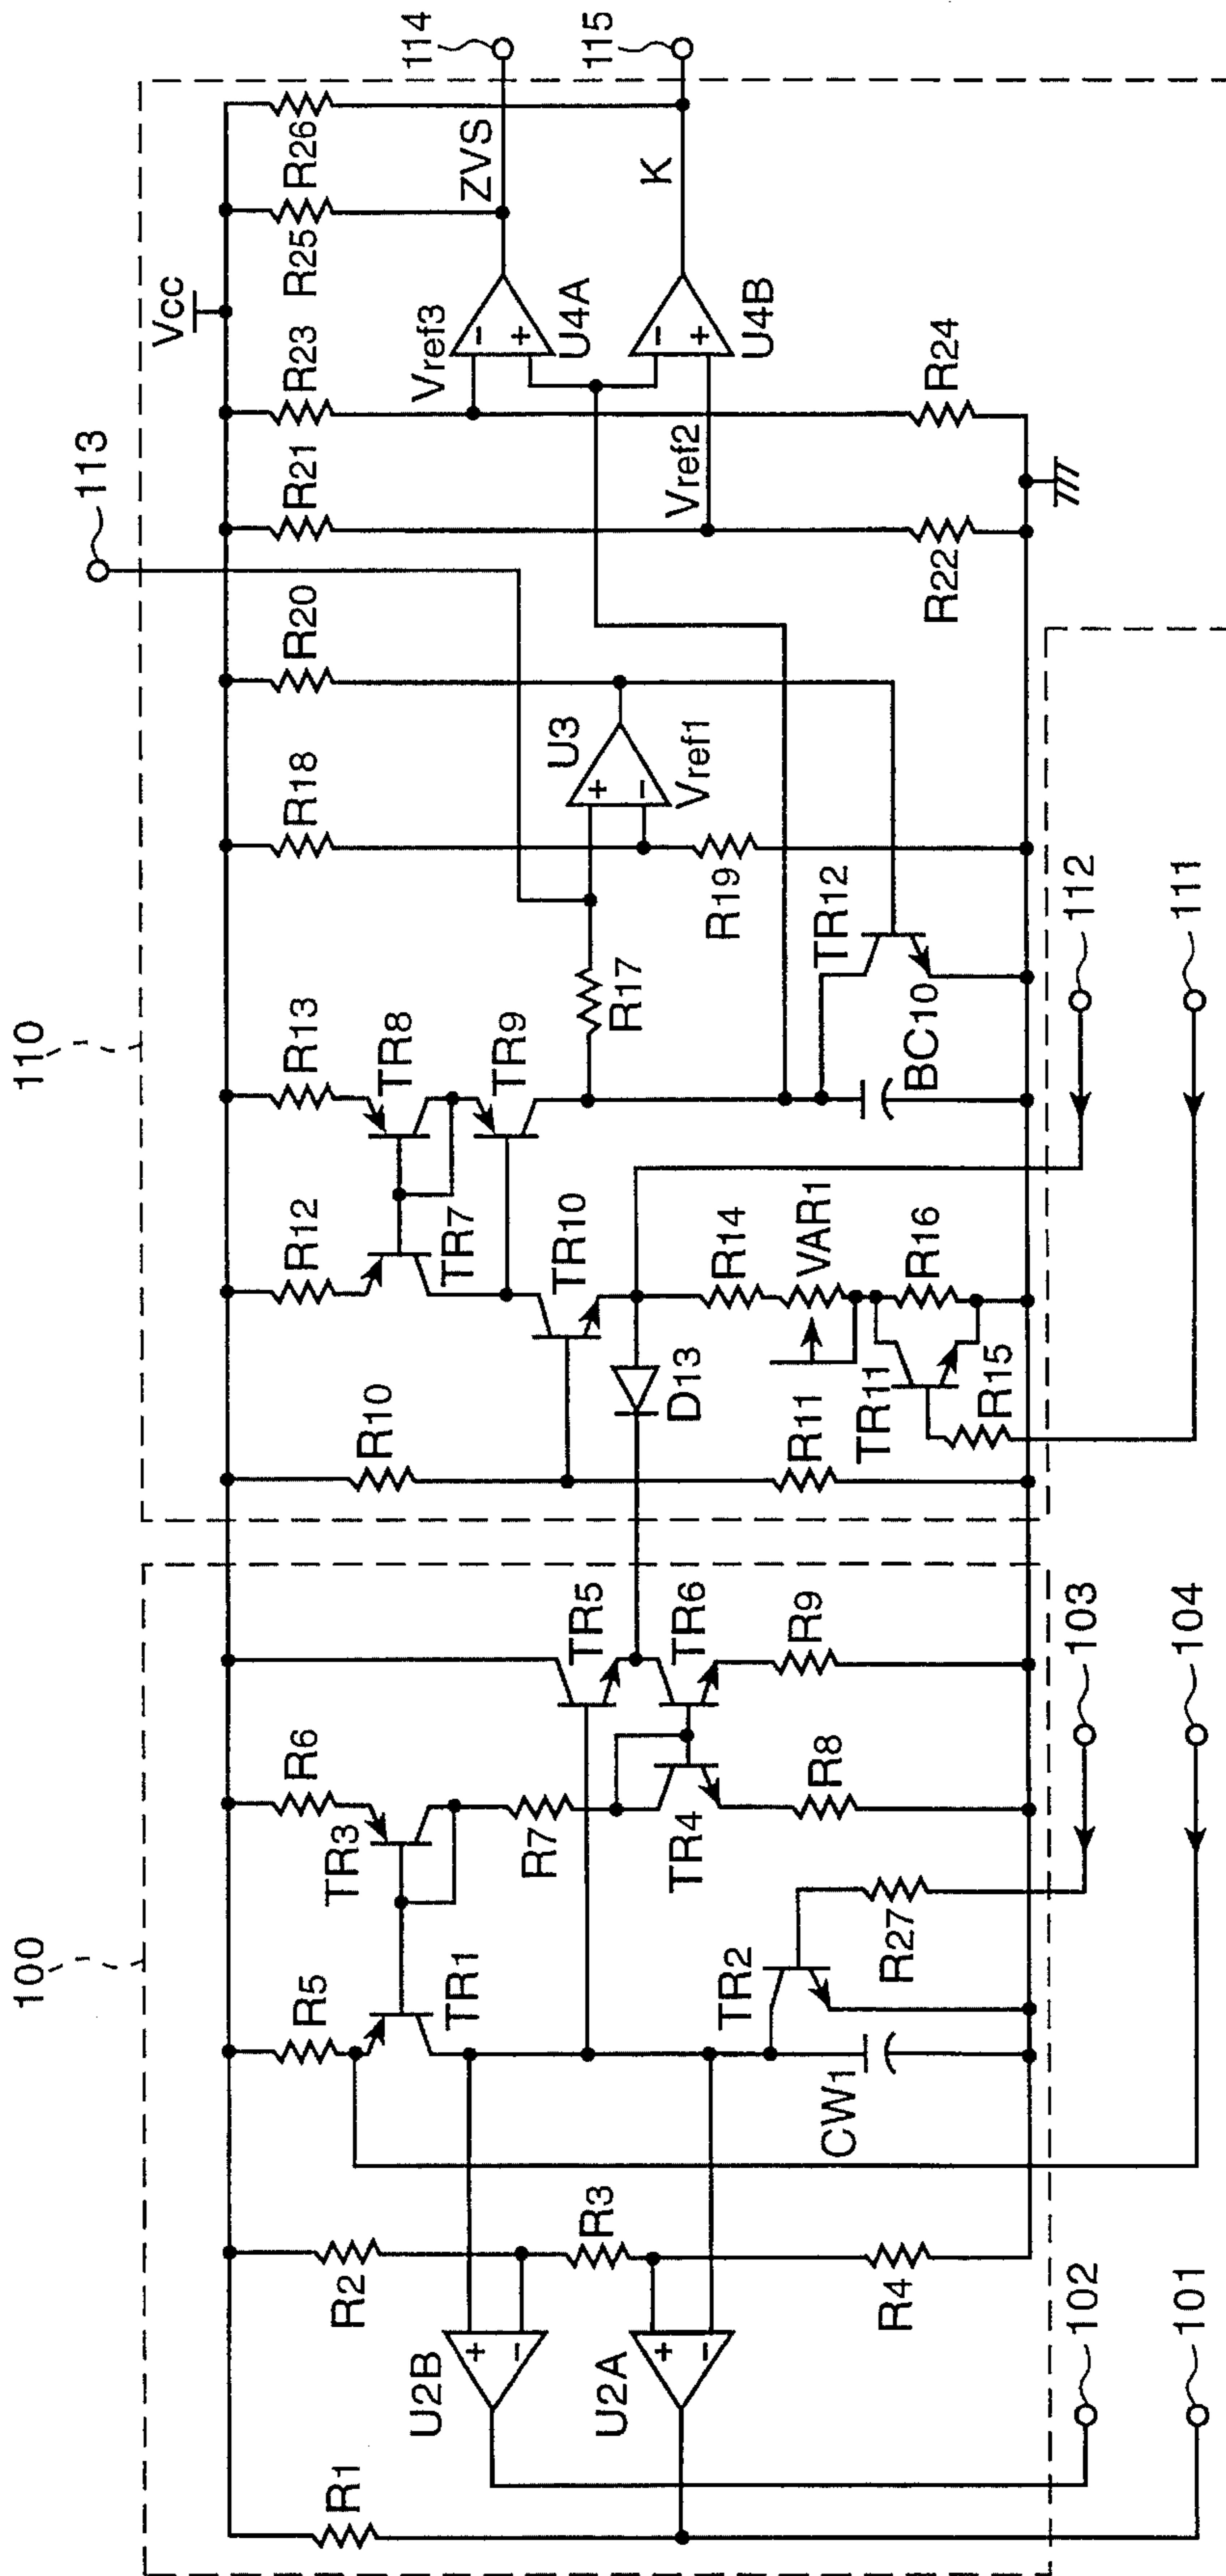 100
110
113
Vcc
R1
R2
R5
R6
R10
R12
R13
R18
R20
R21
R23
R25
R26
114
115
TR3
TR1
TR7
TR8
TR9
TR10
U2B
U2A
+
-
+
-
R3
R7
TR5
TR4
TR6
D13
R17
U3
+
-
Vref1
Vref3
Vref2
-
+
U4A
-
+
U4B
ZVS
K
R4
CW1
TR2
R27
R8
R9
R11
R14
VAR1
R16
TR11
R15
BC10
TR12
R19
R22
R24
102
101
103
104
112
111